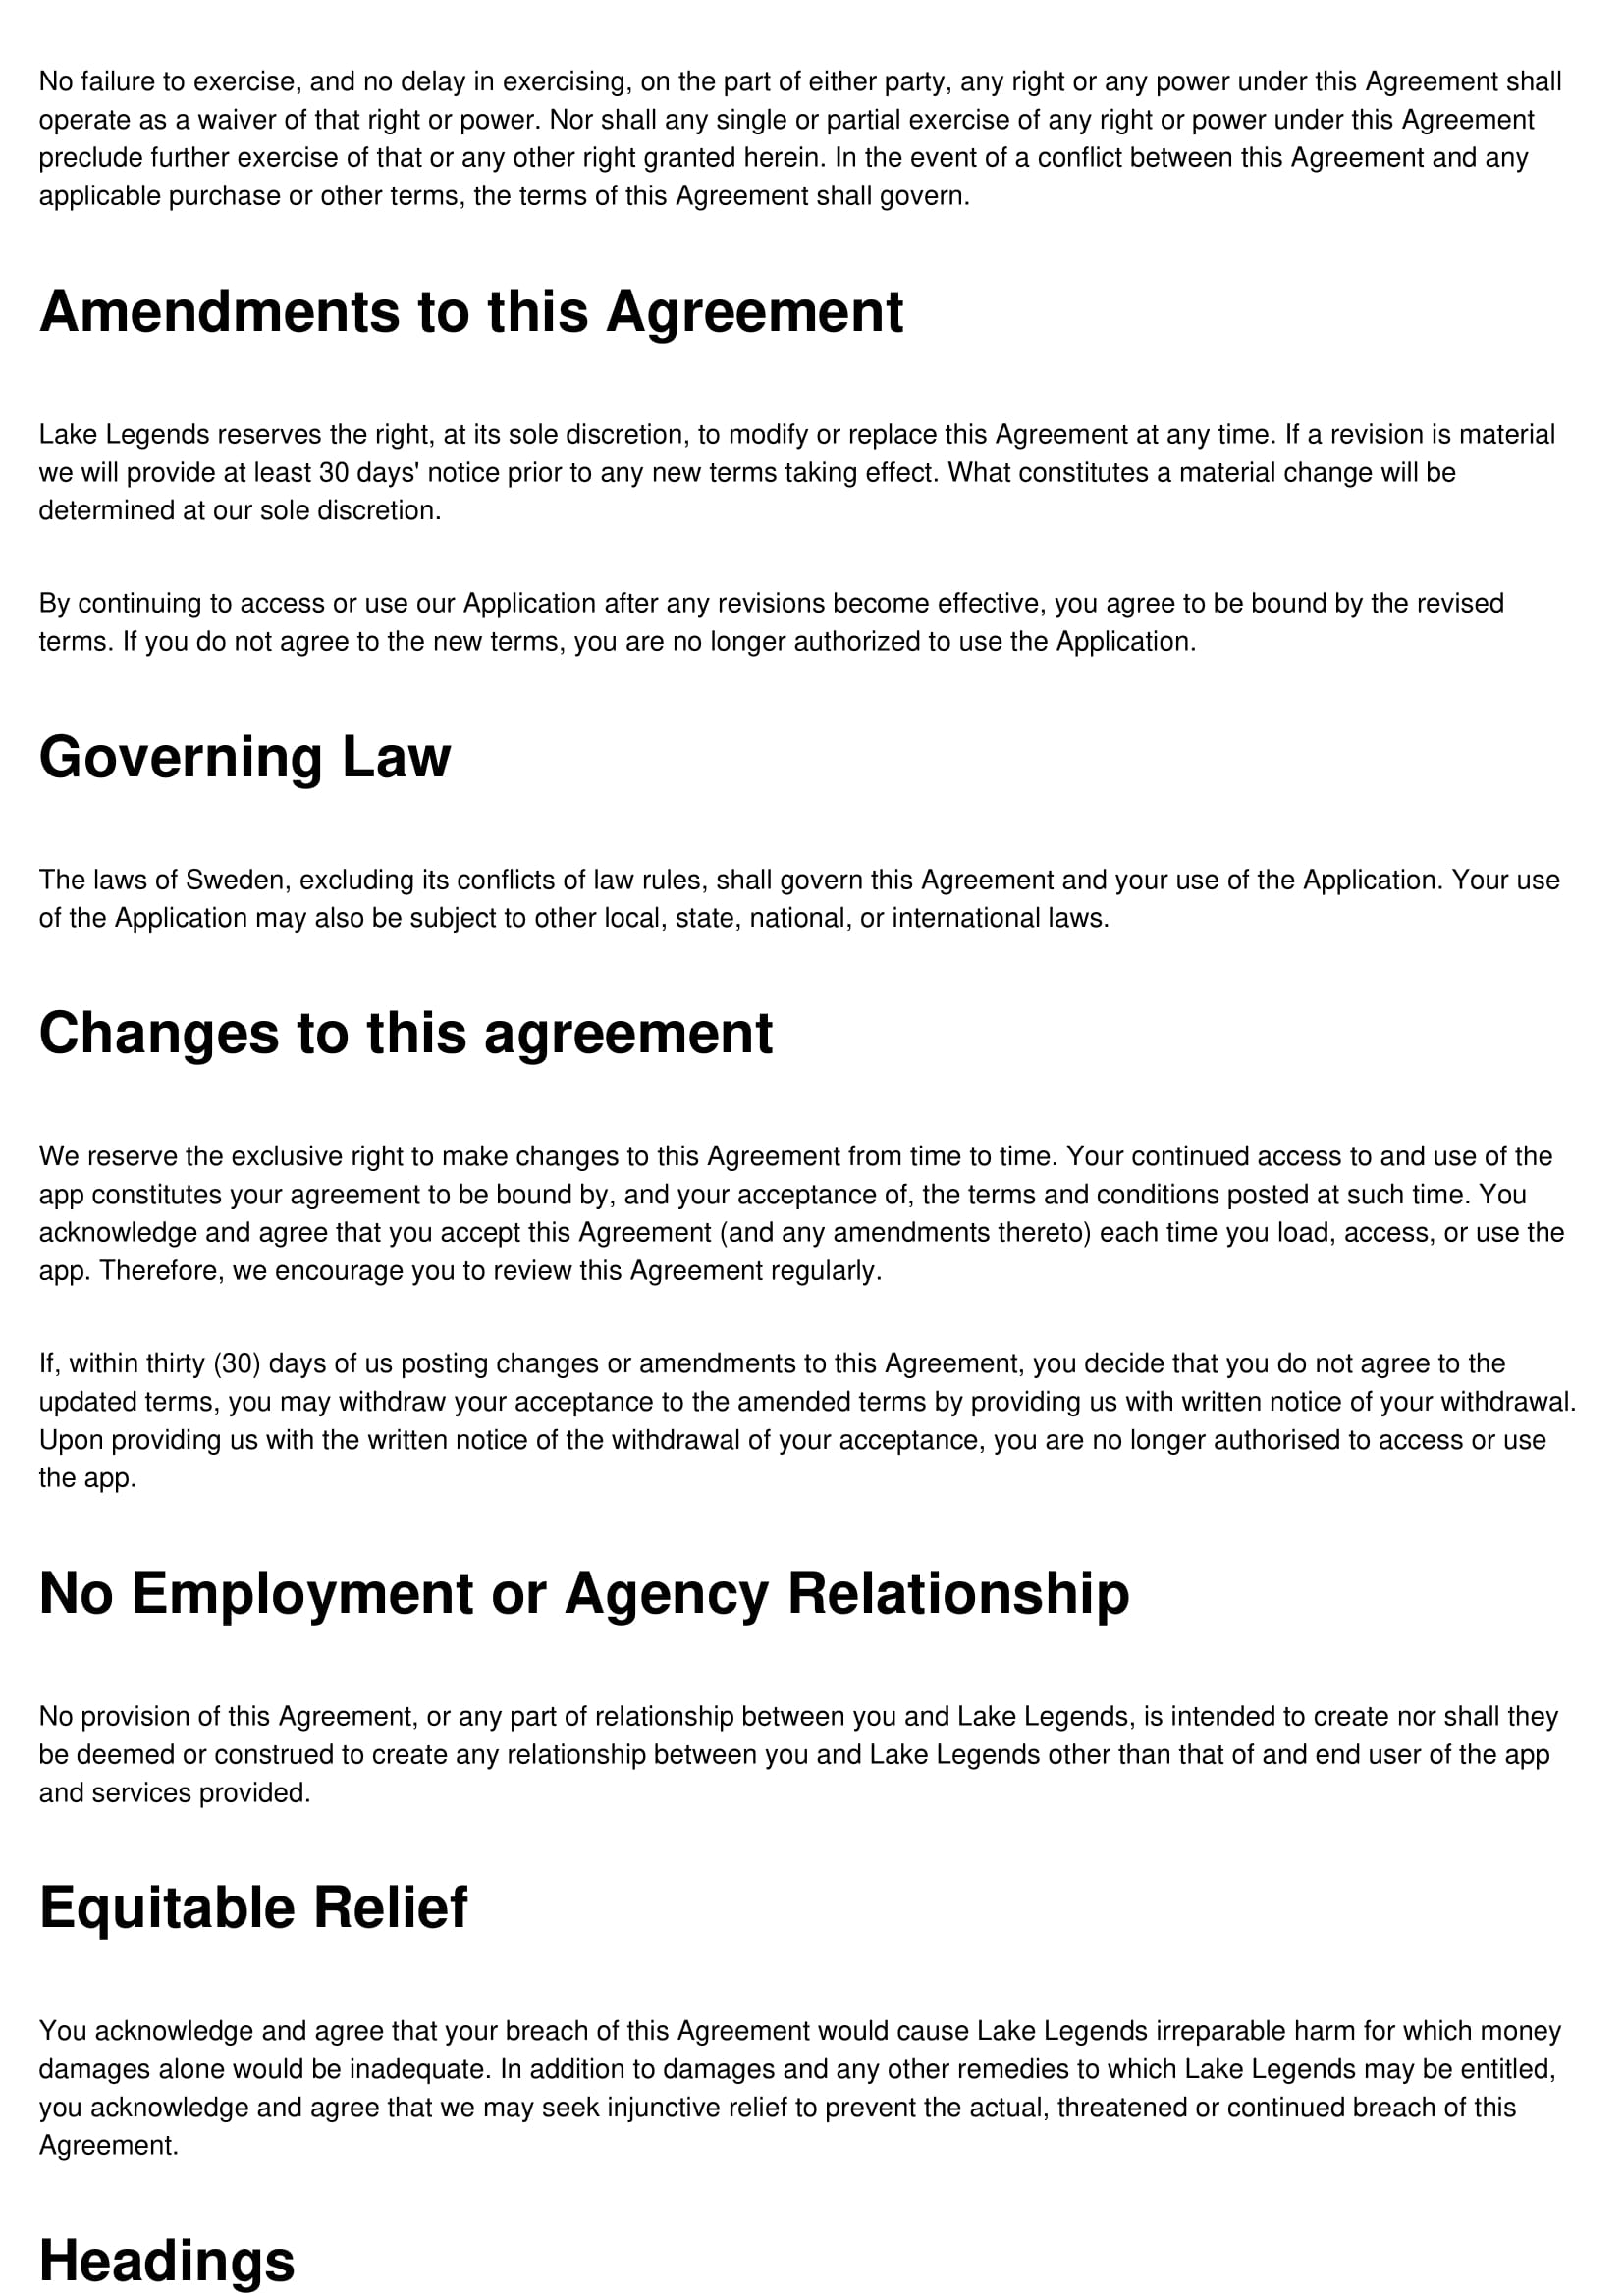 No failure to exercise, and no delay in exercising, on the part of either party, any right or any power under this Agreement shall
operate as a waiver of that right or power. Nor shall any single or partial exercise of any right or power under this Agreement
preclude further exercise of that or any other right granted herein. In the event of a conflict between this Agreement and any
applicable purchase or other terms, the terms of this Agreement shall govern.
Amendments to this Agreement
Lake Legends reserves the right, at its sole discretion, to modify or replace this Agreement at any time. If a revision is material
we will provide at least 30 days' notice prior to any new terms taking effect. What constitutes a material change will be
determined at our sole discretion.
By continuing to access or use our Application after any revisions become effective, you agree to be bound by the revised
terms. If you do not agree to the new terms, you are no longer authorized to use the Application.
Governing Law
The laws of Sweden, excluding its conflicts of law rules, shall govern this Agreement and your use of the Application. Your use
of the Application may also be subject to other local, state, national, or international laws.
Changes to this agreement
We reserve the exclusive right to make changes to this Agreement from time to time. Your continued access to and use of the
app constitutes your agreement to be bound by, and your acceptance of, the terms and conditions posted at such time. You
acknowledge and agree that you accept this Agreement (and any amendments thereto) each time you load, access, or use the
app. Therefore, we encourage you to review this Agreement regularly.
If, within thirty (30) days of us posting changes or amendments to this Agreement, you decide that you do not agree to the
updated terms, you may withdraw your acceptance to the amended terms by providing us with written notice of your withdrawal.
Upon providing us with the written notice of the withdrawal of your acceptance, you are no longer authorised to access or use
the app.
No Employment or Agency Relationship
No provision of this Agreement, or any part of relationship between you and Lake Legends, is intended to create nor shall they
be deemed or construed to create any relationship between you and Lake Legends other than that of and end user of the app
and services provided.
Equitable Relief
You acknowledge and agree that your breach of this Agreement would cause Lake Legends irreparable harm for which money
damages alone would be inadequate. In addition to damages and any other remedies to which Lake Legends may be entitled,
you acknowledge and agree that we may seek injunctive relief to prevent the actual, threatened or continued breach of this
Agreement.
Headings